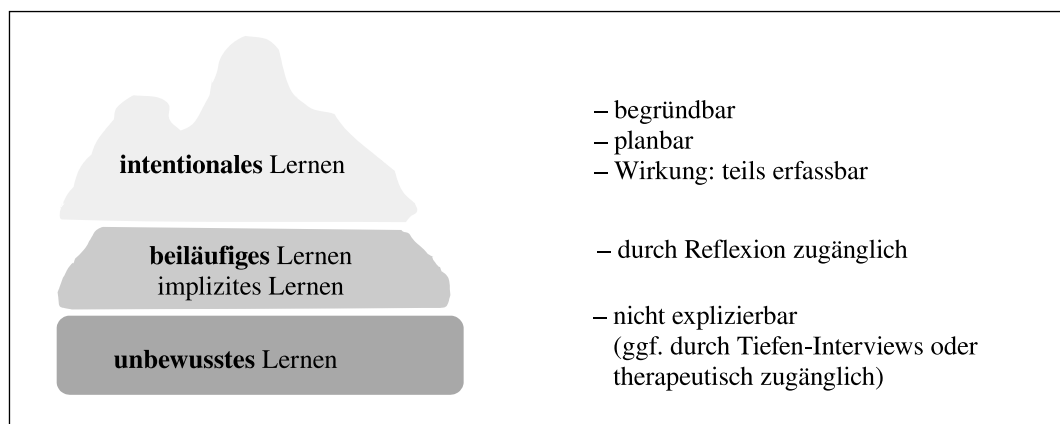 intentionales Lernen
– begründbar
– planbar
– Wirkung: teils erfassbar
beiläufiges Lernen
implizites Lernen
– durch Reflexion zugänglich
unbewusstes Lernen
– nicht explizierbar
(ggf. durch Tiefen-Interviews oder
therapeutisch zugänglich)